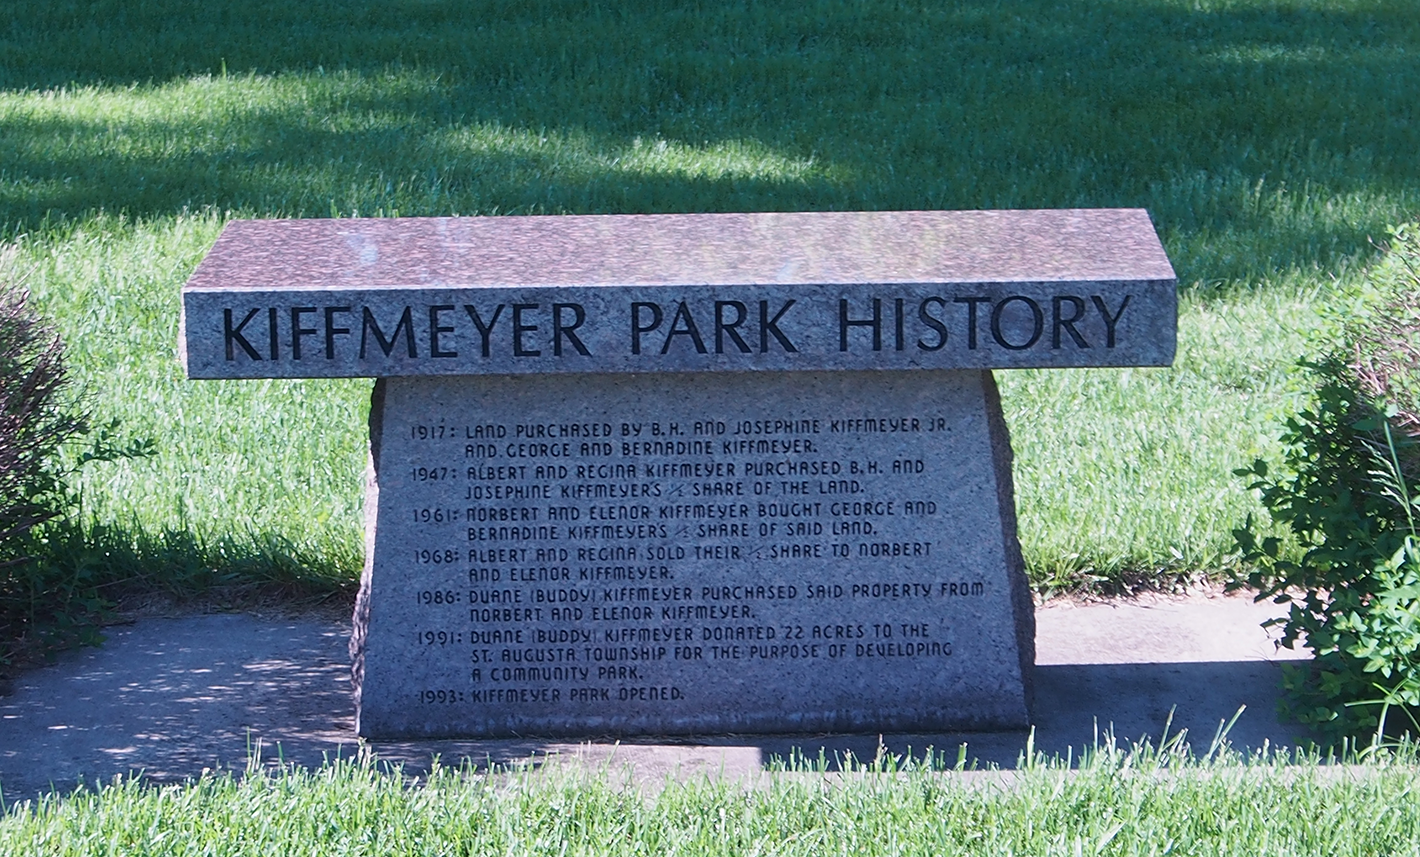 KIFFMEYER PARK HISTORY
1917: LAND PURCHASED BY B.H. AND JOSEPHINE KIFFMEYER JR.
AND GEORGE AND BERNADINE KIFFMEYER.
1947: ALBERT AND REGINA KIFFMEYER PURCHASED B.H. AND
JOSEPHINE KIFFMEYER'S ½ SHARE OF THE LAND.
1961: NORBERT AND ELENOR KIFFMEYER BOUGHT GEORGE AND
BERNADINE KIFFMEYER'S ½ SHARE OF SAID LAND.
1968: ALBERT AND REGINA SOLD THEIR ½ SHARE TO NORBERT
AND ELENOR KIFFMEYER.
1986: DUANE (BUDDY) KIFFMEYER PURCHASED SAID PROPERTY FROM
NORBERT AND ELENOR KIFFMEYER.
1991: DUANE (BUDDY) KIFFMEYER DONATED 22 ACRES TO THE
ST. AUGUSTA TOWNSHIP FOR THE PURPOSE OF DEVELOPING
A COMMUNITY PARK.
1993: KIFFMEYER PARK OPENED.